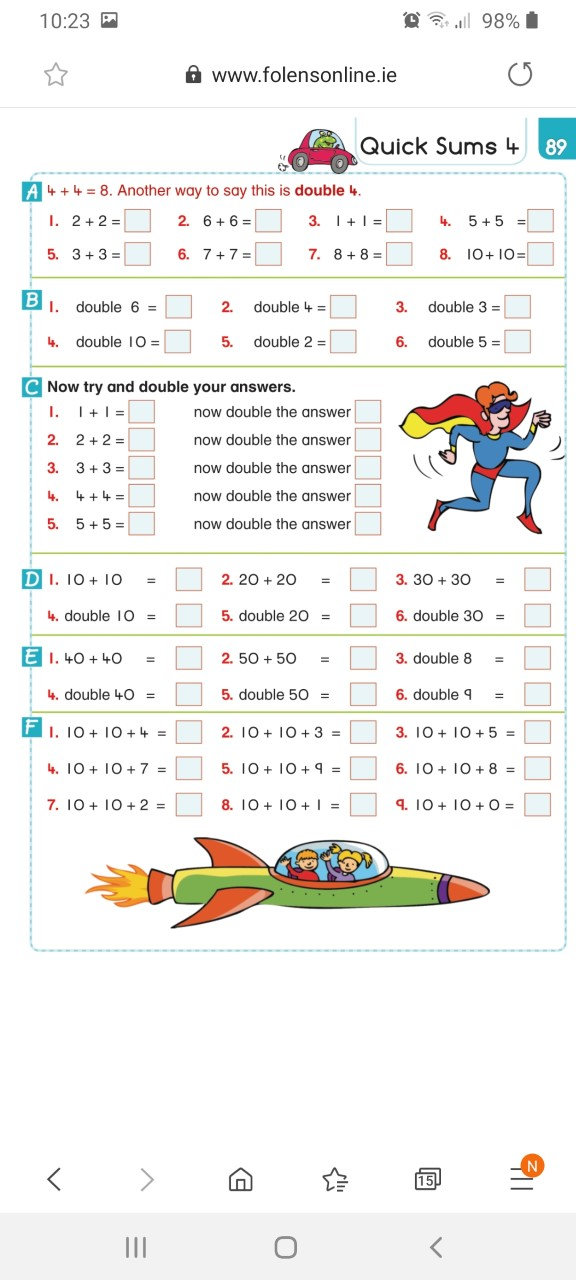 10:23 98%
www.folensonline.ie
Quick Sums 4 89
A 4 + 4 = 8. Another way to say this is double 4.
1. 2 + 2 = 2. 6 + 6 = 3. 1 + 1 = 4. 5 + 5 =
5. 3 + 3 = 6. 7 + 7 = 7. 8 + 8 = 8. 10 + 10 =
B 1. double 6 = 2. double 4 = 3. double 3 =
4. double 10 = 5. double 2 = 6. double 5 =
C Now try and double your answers.
1. 1 + 1 = now double the answer
2. 2 + 2 = now double the answer
3. 3 + 3 = now double the answer
4. 4 + 4 = now double the answer
5. 5 + 5 = now double the answer
D 1. 10 + 10 = 2. 20 + 20 = 3. 30 + 30 =
4. double 10 = 5. double 20 = 6. double 30 =
E 1. 40 + 40 = 2. 50 + 50 = 3. double 8 =
4. double 40 = 5. double 50 = 6. double 9 =
F 1. 10 + 10 + 4 = 2. 10 + 10 + 3 = 3. 10 + 10 + 5 =
4. 10 + 10 + 7 = 5. 10 + 10 + 9 = 6. 10 + 10 + 8 =
7. 10 + 10 + 2 = 8. 10 + 10 + 1 = 9. 10 + 10 + 0 =
15 N